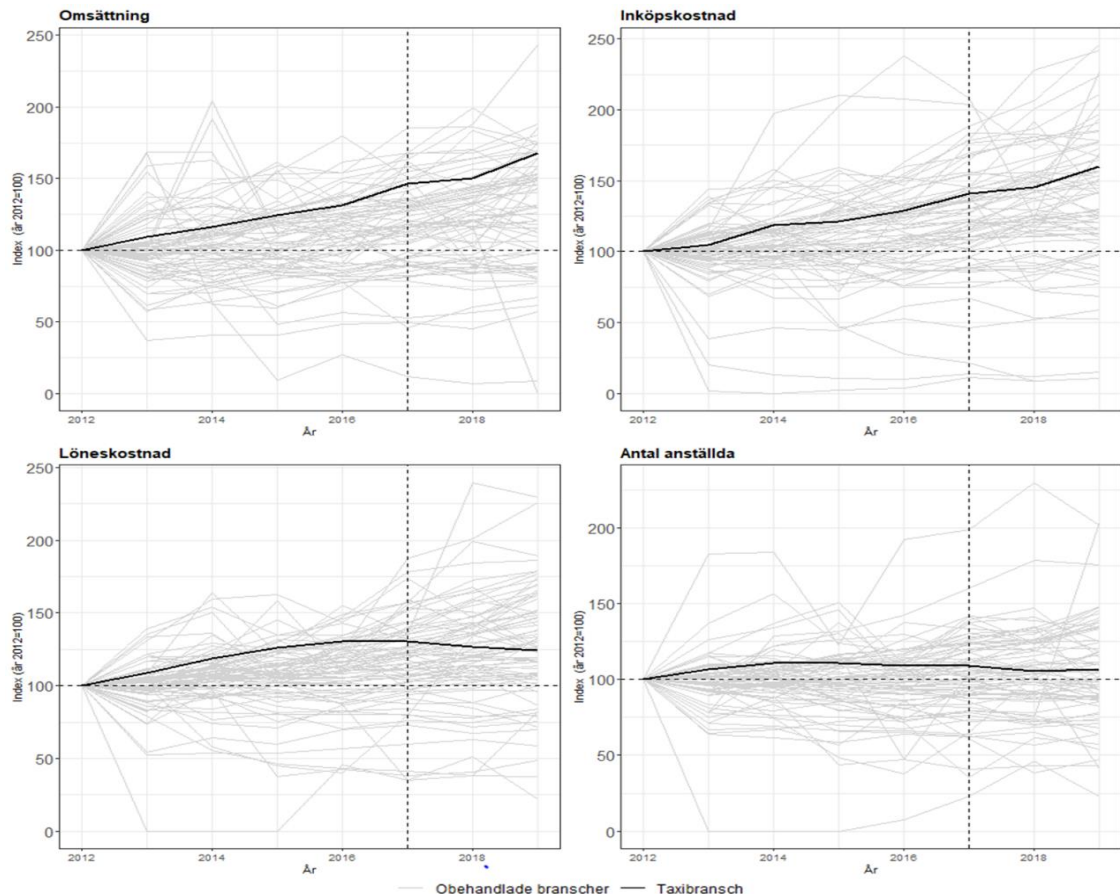 Omsättning
250
200
150
100
50
0
Index (år 2012=100)
2012 2014 2016 2018
År
Inköpskostnad
250
200
150
100
50
0
Index (år 2012=100)
2012 2014 2016 2018
År
Löneskostnad
250
200
150
100
50
0
Index (år 2012=100)
2012 2014 2016 2018
År
Antal anställda
200
150
100
50
0
Index (år 2012=100)
2012 2014 2016 2018
År
Obehandlade branscher Taxibransch